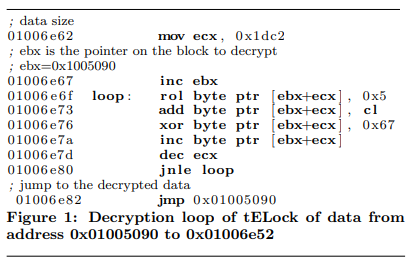 ; data size
01006e62 mov ecx, 0x1dc2
; ebx is the pointer on the block to decrypt
; ebx=0x1005090
01006e67 inc ebx
01006e6f loop: rol byte ptr [ebx+ecx], 0x5
01006e73 add byte ptr [ebx+ecx], cl
01006e76 xor byte ptr [ebx+ecx], 0x67
01006e7a inc byte ptr [ebx+ecx]
01006e7d dec ecx
01006e80 jnle loop
; jump to the decrypted data
01006e82 jmp 0x01005090
Figure 1: Decryption loop of tELock of data from
address 0x01005090 to 0x01006e52